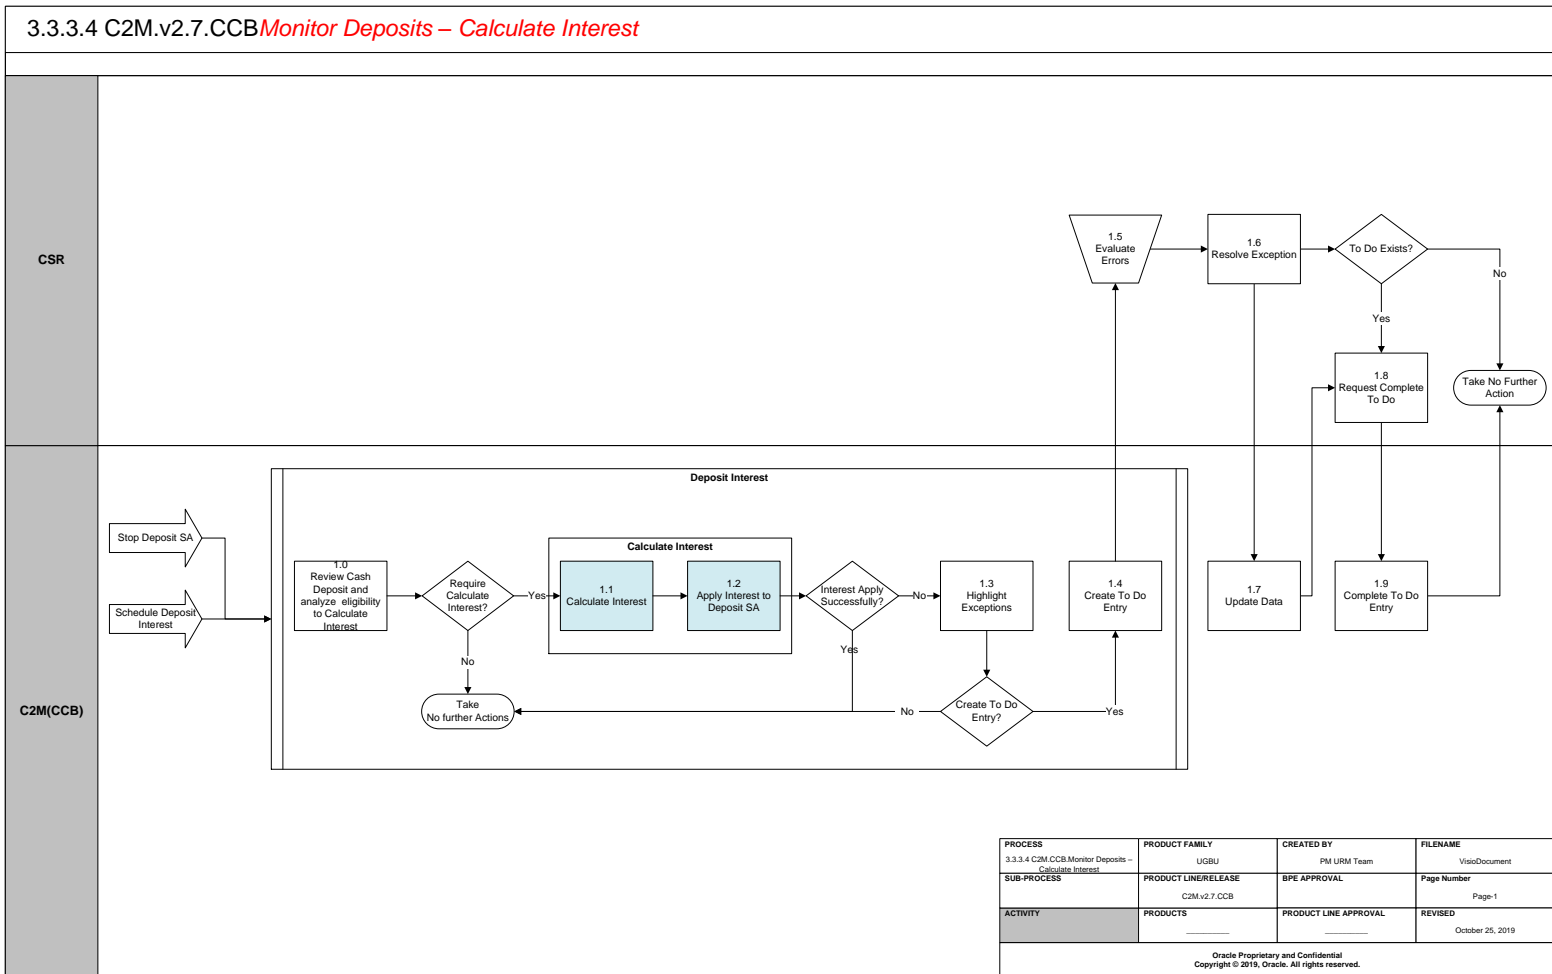 3.3.3.4 C2M.v2.7.CCBMonitor Deposits – Calculate Interest
CSR
1.5
Evaluate
Errors
1.6
Resolve Exception
To Do Exists?
No
Yes
1.8
Request Complete
To Do
Take No Further
Action
C2M(CCB)
Deposit Interest
Stop Deposit SA
Schedule Deposit
Interest
1.0
Review Cash
Deposit and
analyze eligibility
to Calculate
Interest
Require
Calculate
Interest?
Yes
No
Take
No further Actions
Calculate Interest
1.1
Calculate Interest
1.2
Apply Interest to
Deposit SA
Interest Apply
Successfully?
No
Yes
1.3
Highlight
Exceptions
Create To Do
Entry?
No
Yes
1.4
Create To Do
Entry
1.7
Update Data
1.9
Complete To Do
Entry
PROCESS
3.3.3.4 C2M.CCB.Monitor Deposits –
Calculate Interest
PRODUCT FAMILY
UGBU
CREATED BY
PM URM Team
FILENAME
VisioDocument
SUB-PROCESS
PRODUCT LINE/RELEASE
C2M.v2.7.CCB
BPE APPROVAL
Page Number
Page-1
ACTIVITY
PRODUCTS
__________
PRODUCT LINE APPROVAL
__________
REVISED
October 25, 2019
Oracle Proprietary and Confidential
Copyright © 2019, Oracle. All rights reserved.